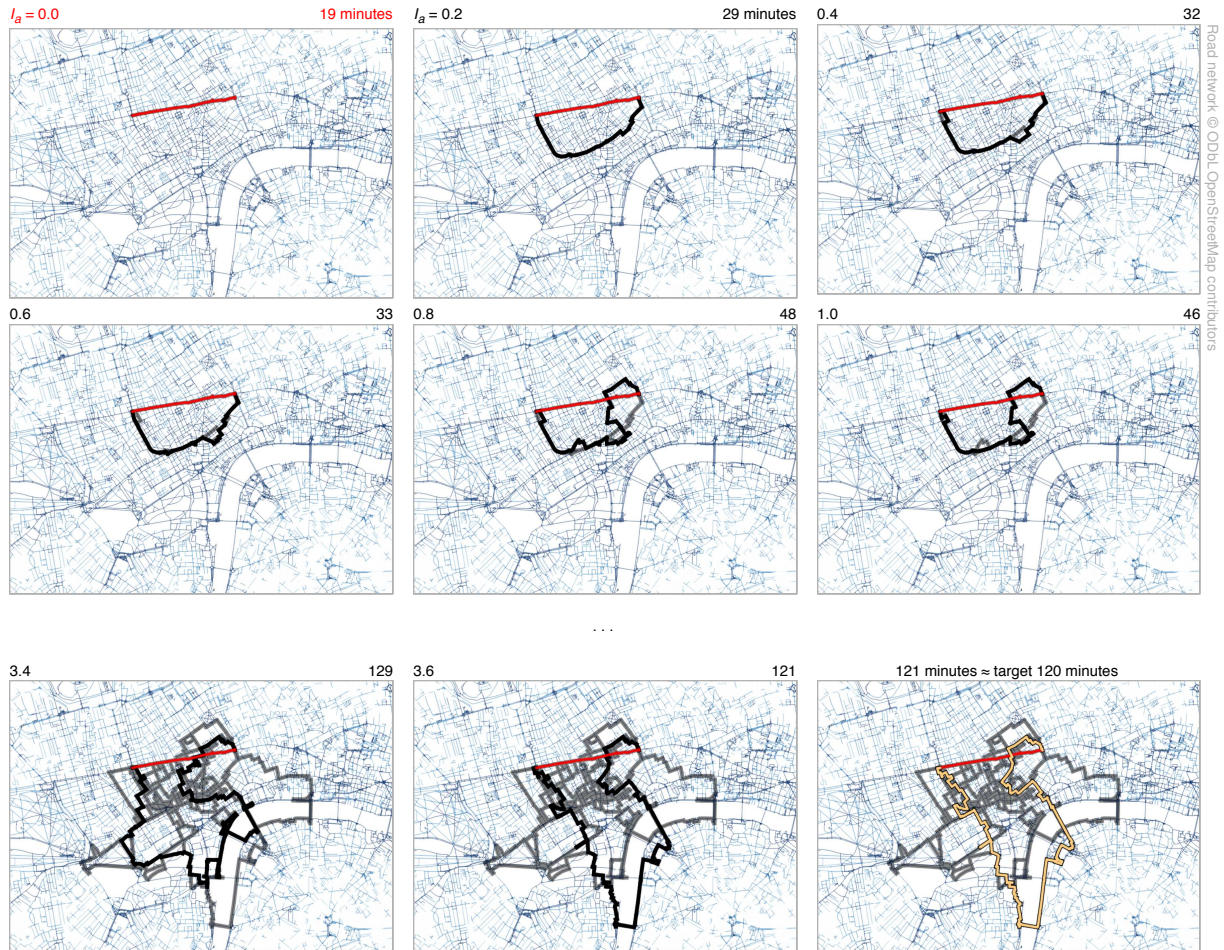 I_a = 0.0 19 minutes
I_a = 0.2 29 minutes
0.4 32
Road network © ODbL OpenStreetMap contributors
0.6 33
0.8 48
1.0 46
...
3.4 129
3.6 121
121 minutes ≈ target 120 minutes